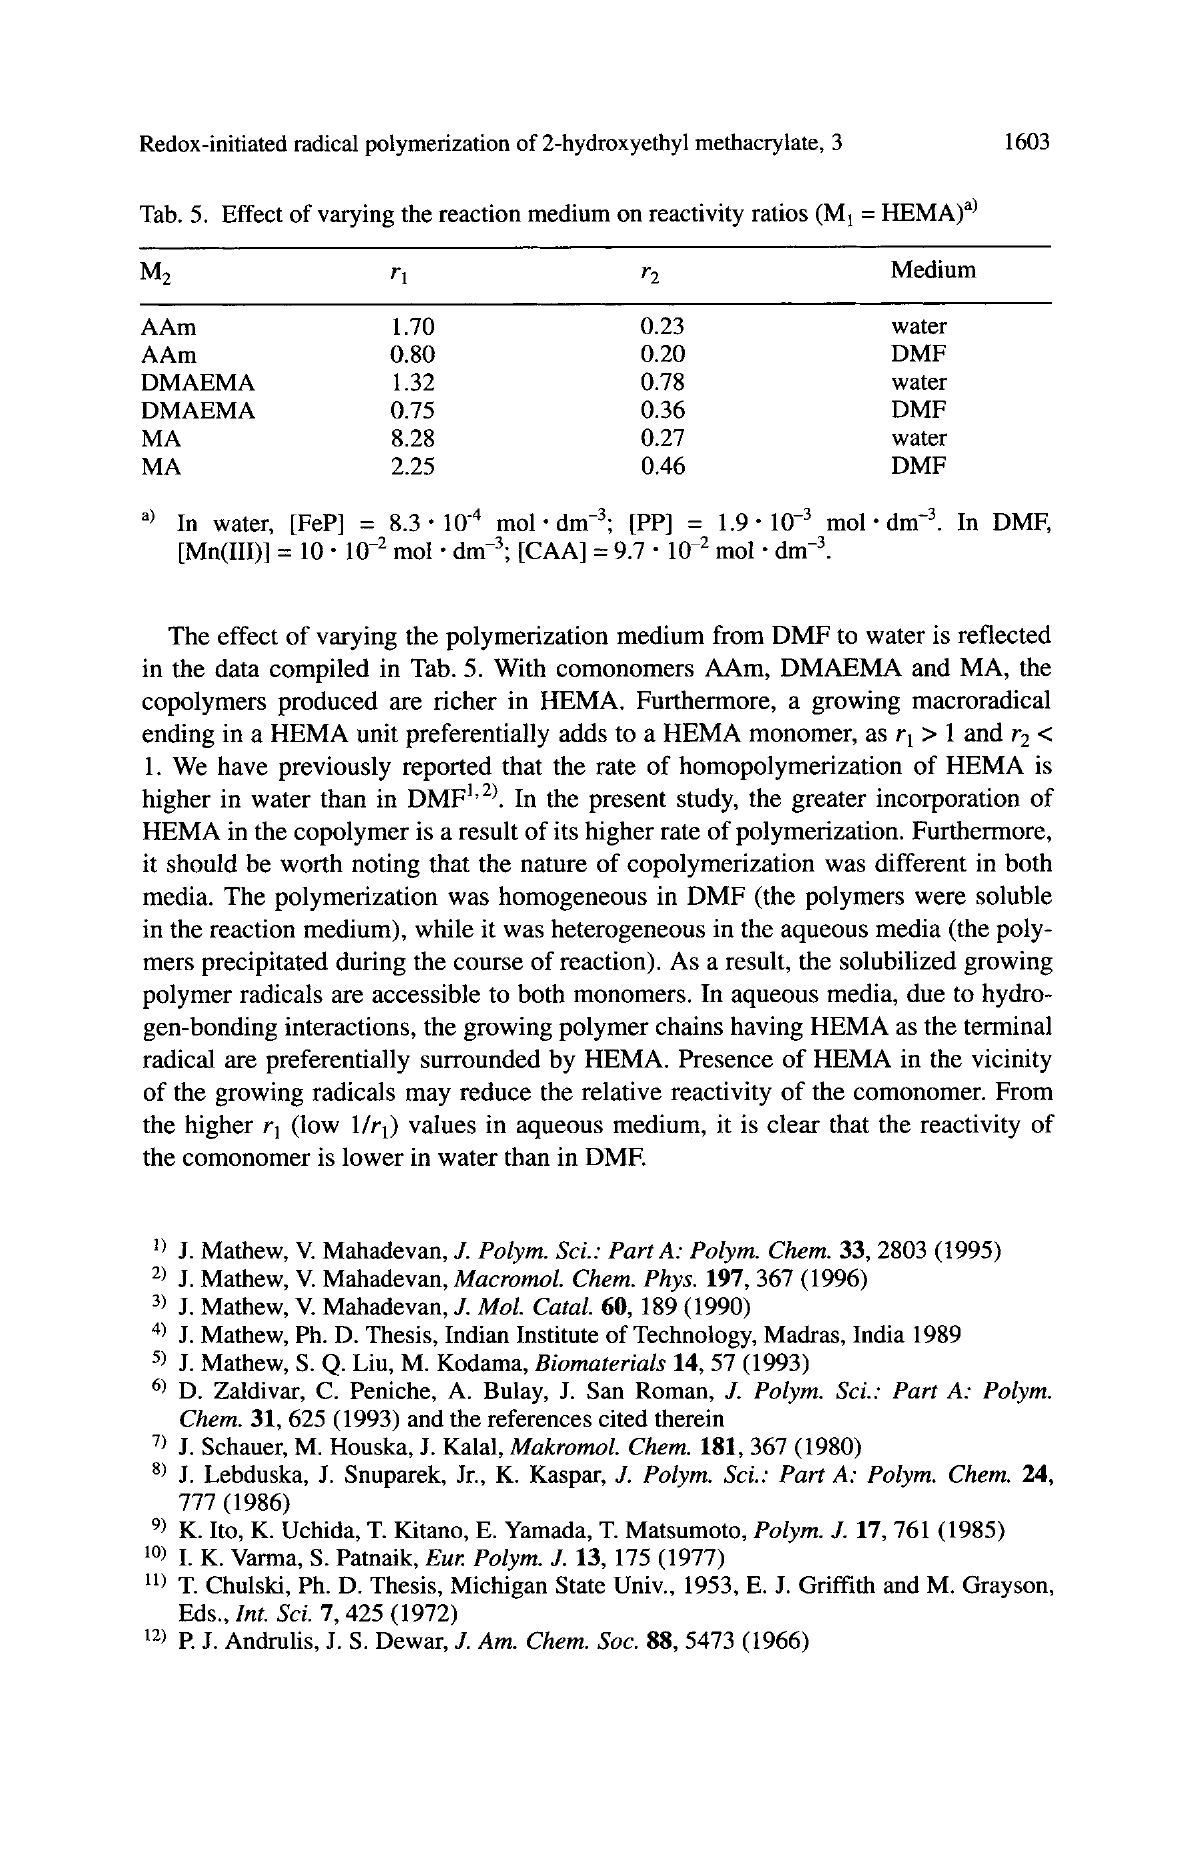 Redox-initiated radical polymerization of 2-hydroxyethyl methacrylate, 3 1603
Tab. 5. Effect of varying the reaction medium on reactivity ratios (M₁ = HEMA)ᵃ⁾
M₂ r₁ r₂ Medium
AAm 1.70 0.23 water
AAm 0.80 0.20 DMF
DMAEMA 1.32 0.78 water
DMAEMA 0.75 0.36 DMF
MA 8.28 0.27 water
MA 2.25 0.46 DMF
ᵃ⁾ In water, [FeP] = 8.3 · 10⁻⁴ mol · dm⁻³; [PP] = 1.9 · 10⁻³ mol · dm⁻³. In DMF,
[Mn(III)] = 10 · 10⁻² mol · dm⁻³; [CAA] = 9.7 · 10⁻² mol · dm⁻³.
The effect of varying the polymerization medium from DMF to water is reflected
in the data compiled in Tab. 5. With comonomers AAm, DMAEMA and MA, the
copolymers produced are richer in HEMA. Furthermore, a growing macroradical
ending in a HEMA unit preferentially adds to a HEMA monomer, as r₁ > 1 and r₂ <
1. We have previously reported that the rate of homopolymerization of HEMA is
higher in water than in DMF¹,²⁾. In the present study, the greater incorporation of
HEMA in the copolymer is a result of its higher rate of polymerization. Furthermore,
it should be worth noting that the nature of copolymerization was different in both
media. The polymerization was homogeneous in DMF (the polymers were soluble
in the reaction medium), while it was heterogeneous in the aqueous media (the poly-
mers precipitated during the course of reaction). As a result, the solubilized growing
polymer radicals are accessible to both monomers. In aqueous media, due to hydro-
gen-bonding interactions, the growing polymer chains having HEMA as the terminal
radical are preferentially surrounded by HEMA. Presence of HEMA in the vicinity
of the growing radicals may reduce the relative reactivity of the comonomer. From
the higher r₁ (low 1/r₁) values in aqueous medium, it is clear that the reactivity of
the comonomer is lower in water than in DMF.
¹⁾ J. Mathew, V. Mahadevan, J. Polym. Sci.: Part A: Polym. Chem. 33, 2803 (1995)
²⁾ J. Mathew, V. Mahadevan, Macromol. Chem. Phys. 197, 367 (1996)
³⁾ J. Mathew, V. Mahadevan, J. Mol. Catal. 60, 189 (1990)
⁴⁾ J. Mathew, Ph. D. Thesis, Indian Institute of Technology, Madras, India 1989
⁵⁾ J. Mathew, S. Q. Liu, M. Kodama, Biomaterials 14, 57 (1993)
⁶⁾ D. Zaldivar, C. Peniche, A. Bulay, J. San Roman, J. Polym. Sci.: Part A: Polym.
Chem. 31, 625 (1993) and the references cited therein
⁷⁾ J. Schauer, M. Houska, J. Kalal, Makromol. Chem. 181, 367 (1980)
⁸⁾ J. Lebduska, J. Snuparek, Jr., K. Kaspar, J. Polym. Sci.: Part A: Polym. Chem. 24,
777 (1986)
⁹⁾ K. Ito, K. Uchida, T. Kitano, E. Yamada, T. Matsumoto, Polym. J. 17, 761 (1985)
¹⁰⁾ I. K. Varma, S. Patnaik, Eur. Polym. J. 13, 175 (1977)
¹¹⁾ T. Chulski, Ph. D. Thesis, Michigan State Univ., 1953, E. J. Griffith and M. Grayson,
Eds., Int. Sci. 7, 425 (1972)
¹²⁾ P. J. Andrulis, J. S. Dewar, J. Am. Chem. Soc. 88, 5473 (1966)